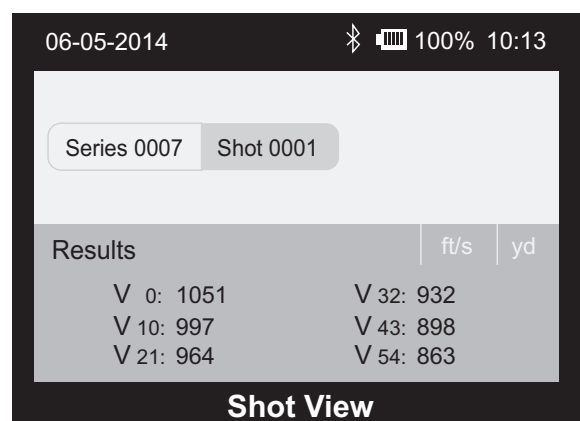 06-05-2014 100% 10:13
Series 0007 Shot 0001
Results ft/s yd
V 0: 1051 V 32: 932
V 10: 997 V 43: 898
V 21: 964 V 54: 863
Shot View